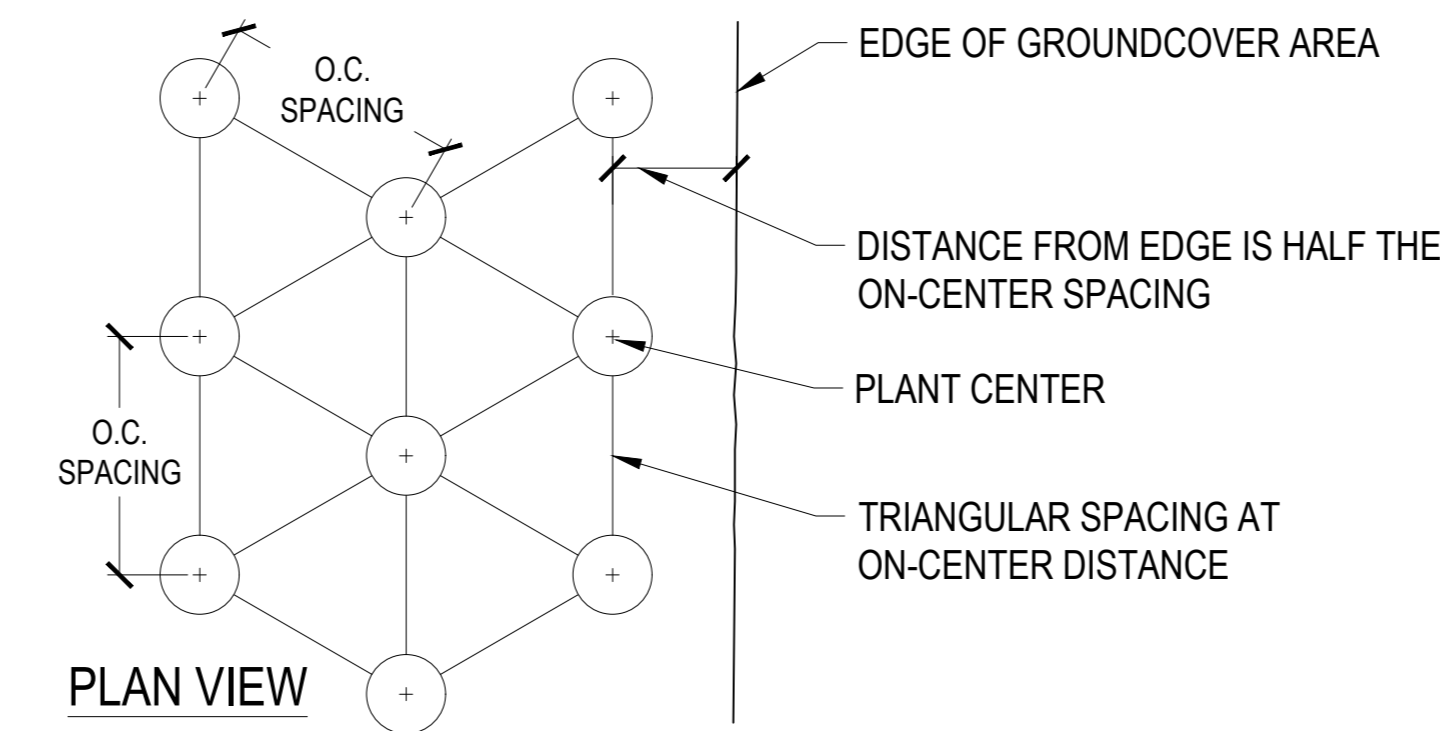 O.C.
SPACING
EDGE OF GROUNDCOVER AREA
DISTANCE FROM EDGE IS HALF THE
ON-CENTER SPACING
PLANT CENTER
O.C.
SPACING
TRIANGULAR SPACING AT
ON-CENTER DISTANCE
PLAN VIEW